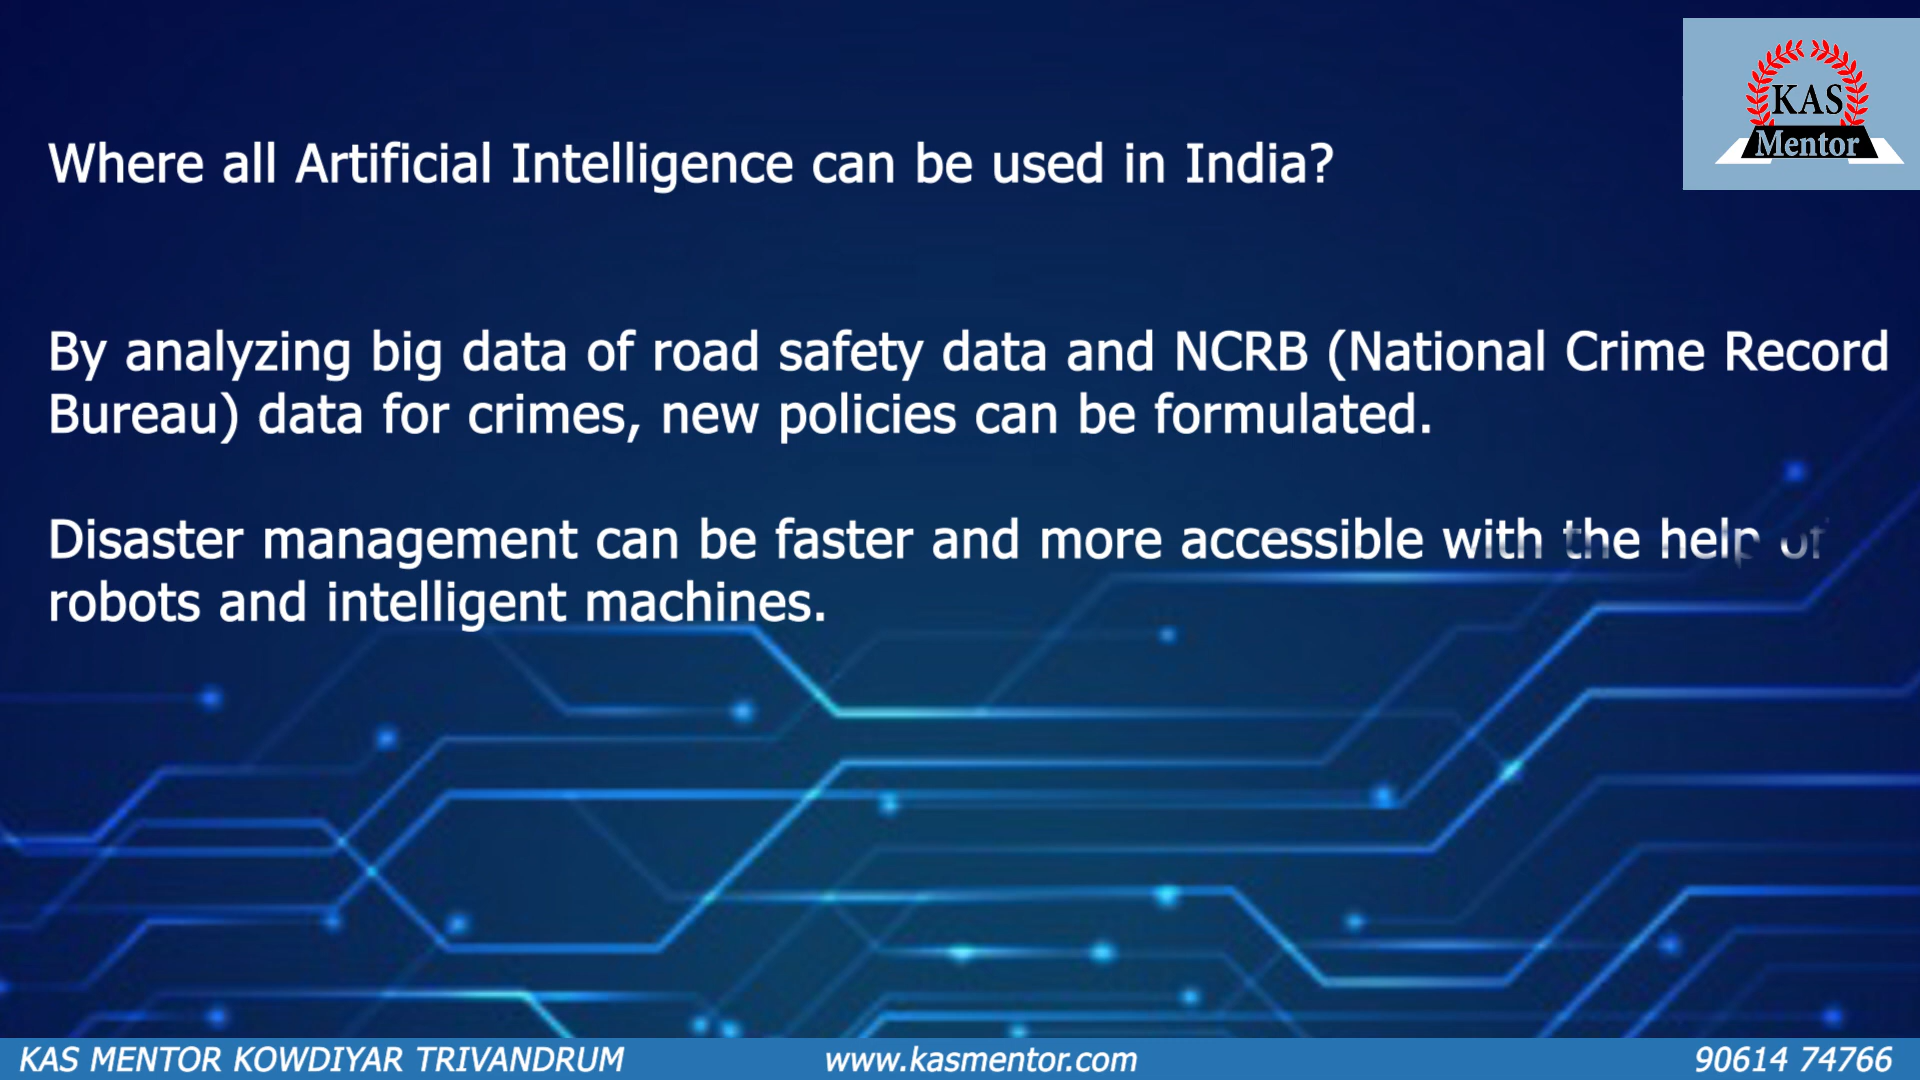 KAS
Mentor
Where all Artificial Intelligence can be used in India?
By analyzing big data of road safety data and NCRB (National Crime Record
Bureau) data for crimes, new policies can be formulated.
Disaster management can be faster and more accessible with the help of
robots and intelligent machines.
KAS MENTOR KOWDIYAR TRIVANDRUM
www.kasmentor.com
90614 74766